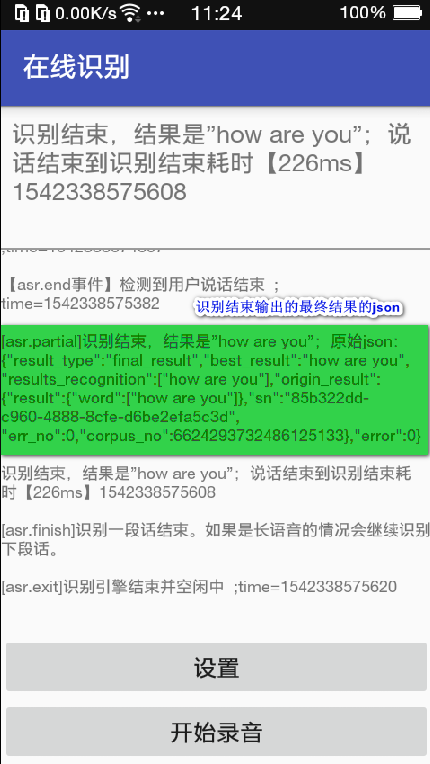 0.00K/s ••• 11:24 100%
在线识别
识别结束，结果是”how are you”；说
话结束到识别结束耗时【226ms】
1542338575608
【asr.end事件】检测到用户说话结束 ；
time=1542338575382
识别结束输出的最终结果的json
[asr.partial]识别结束，结果是”how are you”；原始json:
{"result_type":"final_result","best_result":"how are you",
"results_recognition":["how are you"],"origin_result":
{"result":{"word":["how are you"]},"sn":"85b322dd-
c960-4888-8cfe-d6be2efa5c3d",
"err_no":0,"corpus_no":6624293732486125133},"error":0}
识别结束，结果是”how are you”；说话结束到识别结束耗
时【226ms】1542338575608
[asr.finish]识别一段话结束。如果是长语音的情况会继续识别
下段话。
[asr.exit]识别引擎结束并空闲中 ;time=1542338575620
设置
开始录音